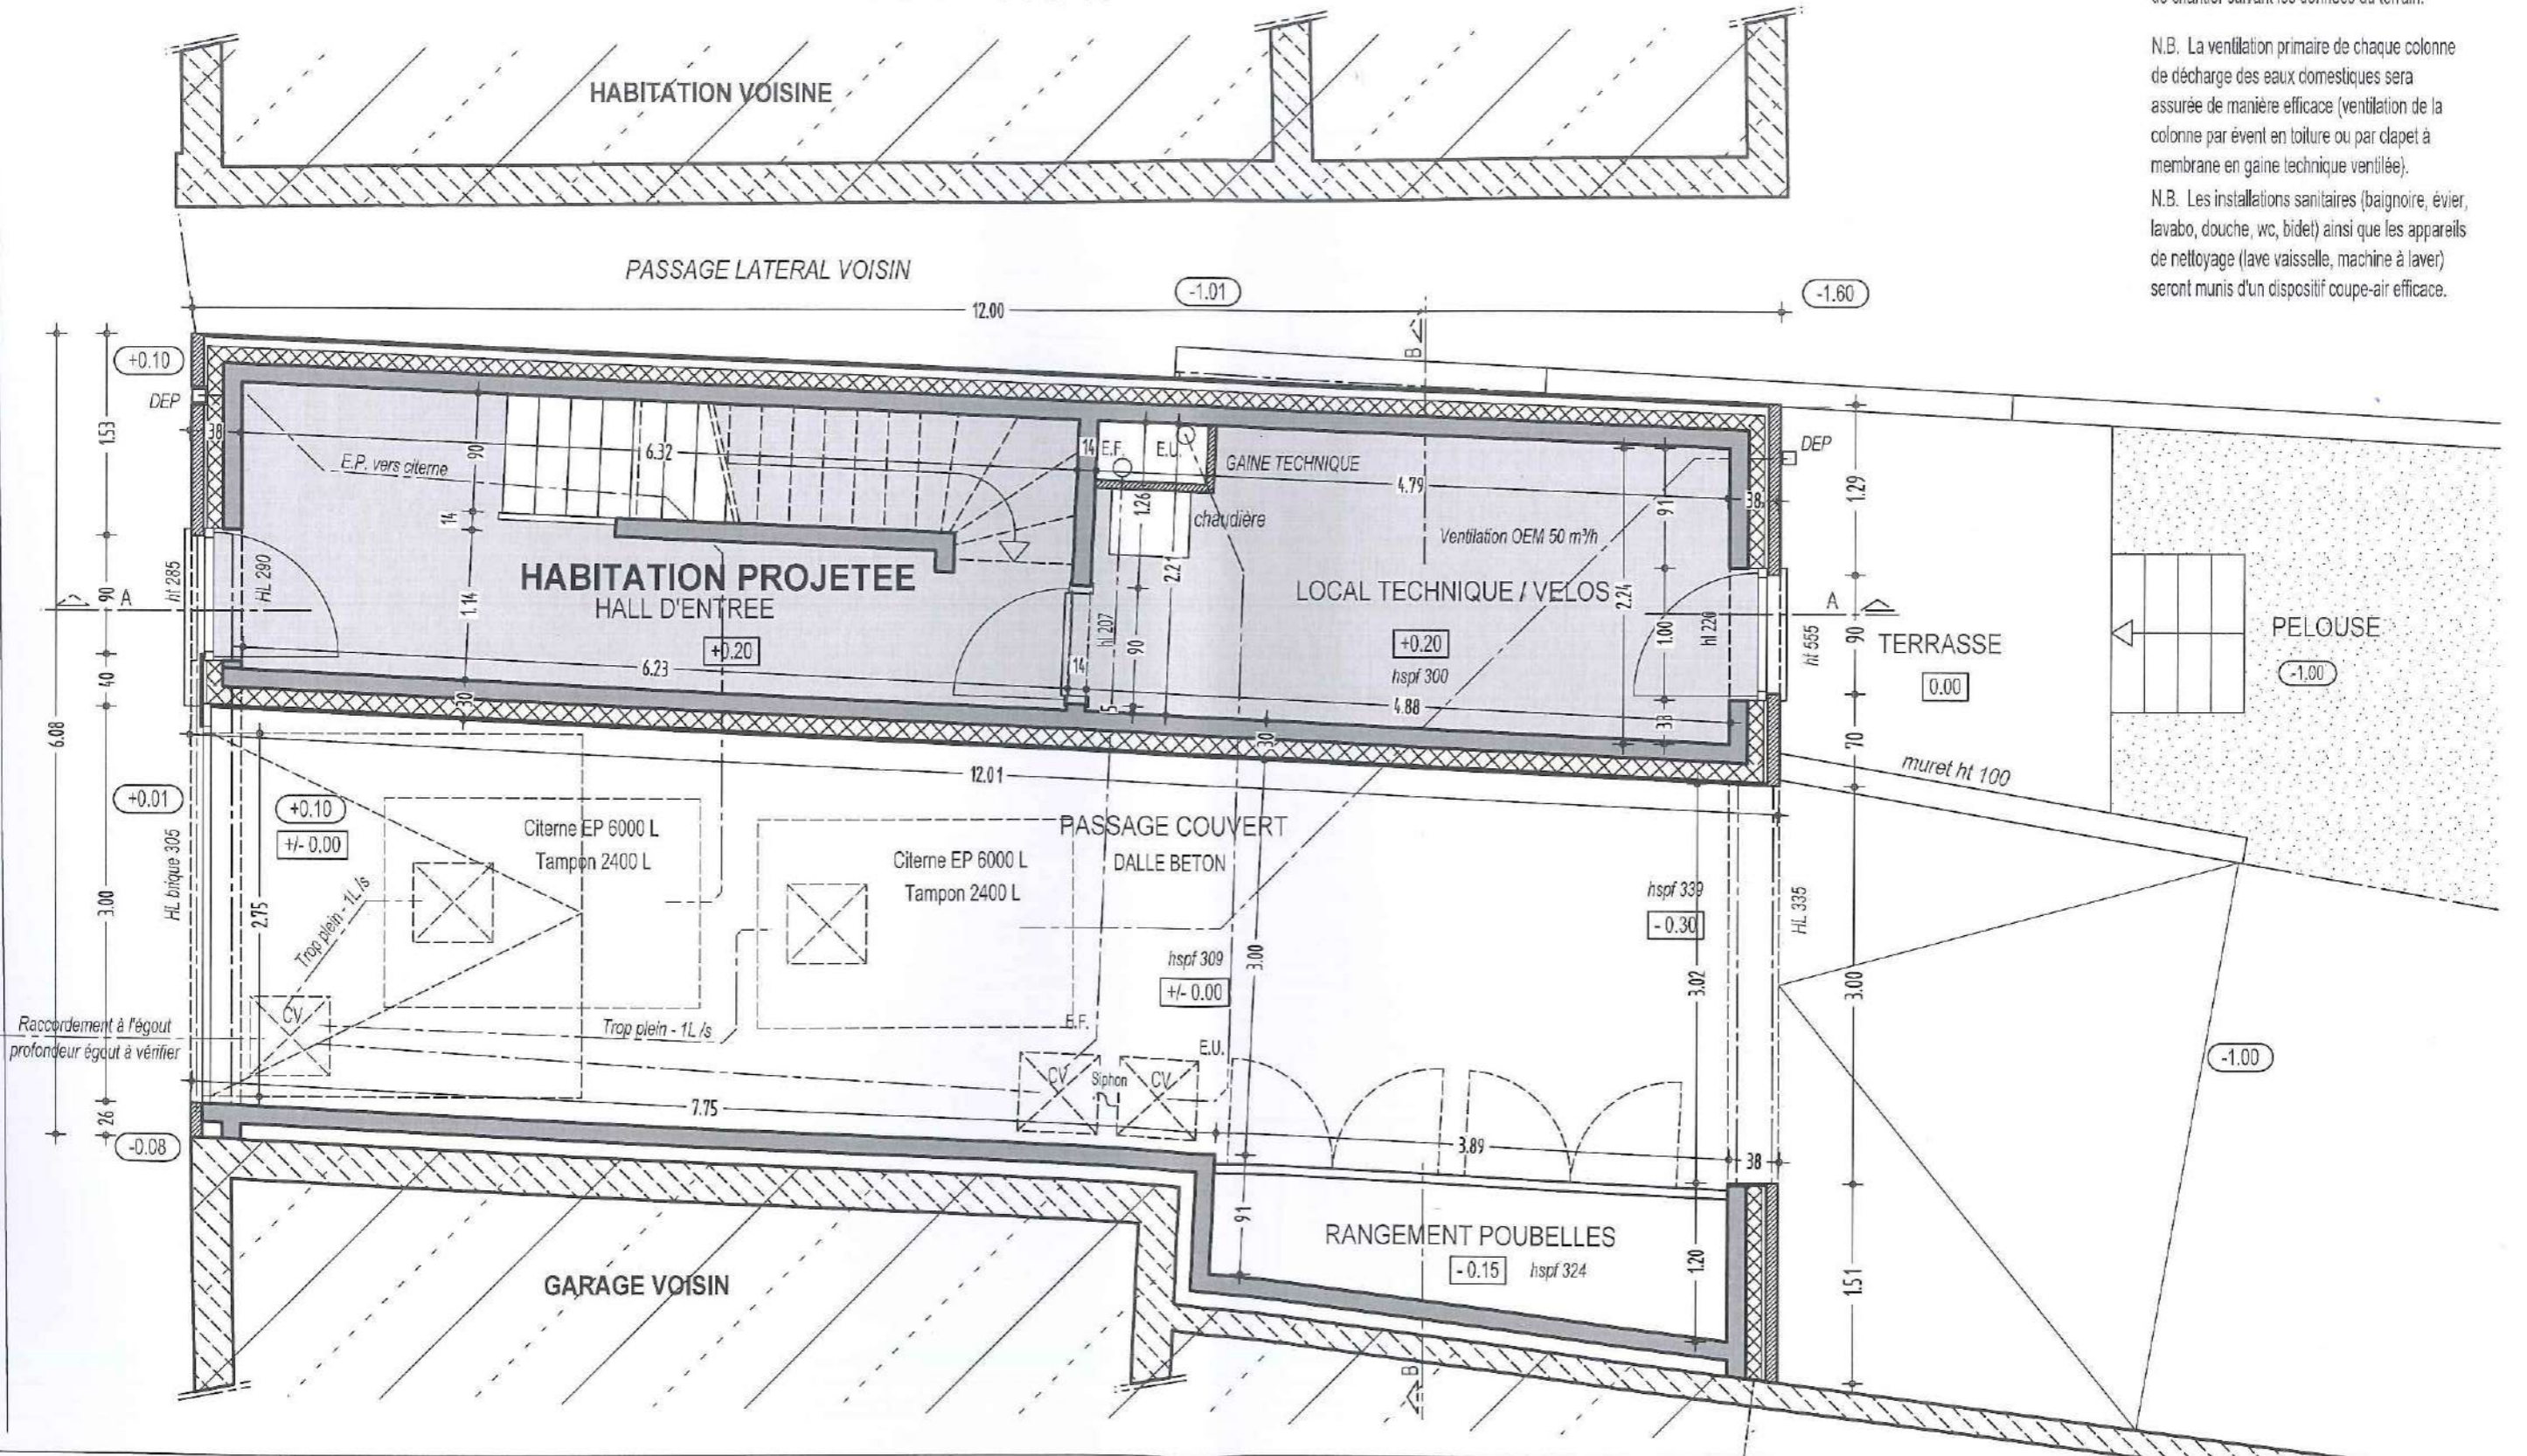 N.B. La ventilation primaire de chaque colonne
de décharge des eaux domestiques sera
assurée de manière efficace (ventilation de la
colonne par évent en toiture ou par clapet à
membrane en gaine technique ventilée).
N.B. Les installations sanitaires (baignoire, évier,
lavabo, douche, wc, bidet) ainsi que les appareils
de nettoyage (lave vaisselle, machine à laver)
seront munis d'un dispositif coupe-air efficace.
HABITATION VOISINE
PASSAGE LATERAL VOISIN
-1.01
-1.60
12.00
B
+0.10
DEP
1.53
38
E.P. vers citerne
90
6.32
14
E.F.
E.U.
GAINE TECHNIQUE
4.79
91
38
DEP
1.29
14
1.26
chaudière
Ventilation OEM 50 m³/h
2.21
ht 285
HL 290
90
A
1.14
HABITATION PROJETEE
HALL D'ENTREE
+0.20
6.23
hl 207
90
14
LOCAL TECHNIQUE / VELOS
+0.20
hspf 300
2.24
1.00
hl 220
ht 555
A
90
TERRASSE
0.00
PELOUSE
-1.00
40
30
5
4.88
33
30
70
muret ht 100
6.08
12.01
+0.01
+0.10
+/- 0.00
HL brique 305
3.00
2.75
Citerne EP 6000 L
Tampon 2400 L
Citerne EP 6000 L
Tampon 2400 L
PASSAGE COUVERT
DALLE BETON
Trop plein - 1L/s
hspf 309
+/- 0.00
3.00
hspf 339
- 0.30
HL 335
3.02
3.00
Raccordement à l'égout
profondeur égout à vérifier
CV
Trop plein - 1L/s
E.F.
E.U.
CV
Siphon
CV
-1.00
26
-0.08
7.75
3.89
38
91
RANGEMENT POUBELLES
- 0.15
hspf 324
1.20
1.51
GARAGE VOISIN
B